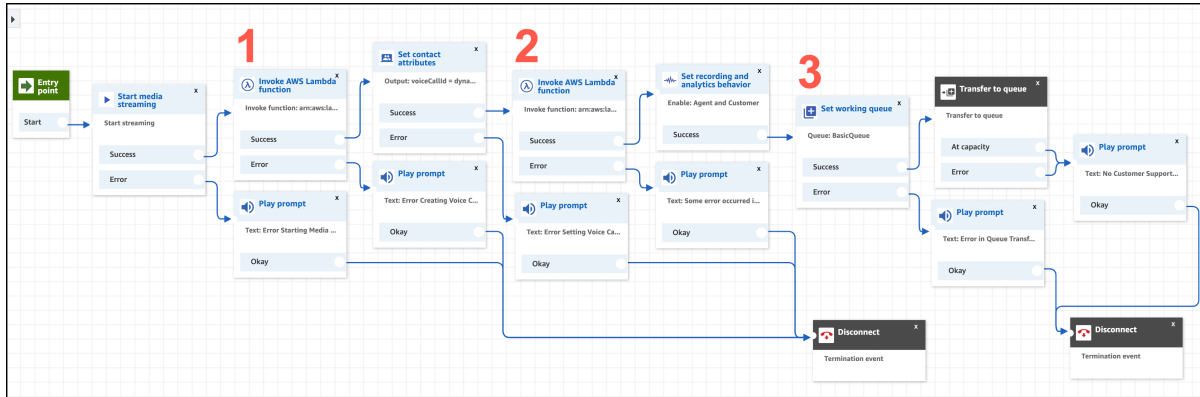 1
2
3
Entry point
Start
Start media streaming
x
Start streaming
Success
Error
Invoke AWS Lambda function
x
Invoke function: arn:aws:la...
Success
Error
Play prompt
x
Text: Error Starting Media ...
Okay
Set contact attributes
x
Output: voiceCallId = dyna...
Success
Error
Play prompt
x
Text: Error Creating Voice C...
Okay
Invoke AWS Lambda function
x
Invoke function: arn:aws:la...
Success
Error
Play prompt
x
Text: Error Setting Voice Ca...
Okay
Set recording and analytics behavior
x
Enable: Agent and Customer
Success
Play prompt
x
Text: Some error occurred i...
Okay
Set working queue
x
Queue: BasicQueue
Success
Error
Transfer to queue
x
Transfer to queue
At capacity
Error
Play prompt
x
Text: Error in Queue Transf...
Okay
Play prompt
x
Text: No Customer Support...
Okay
Disconnect
x
Termination event
Disconnect
x
Termination event